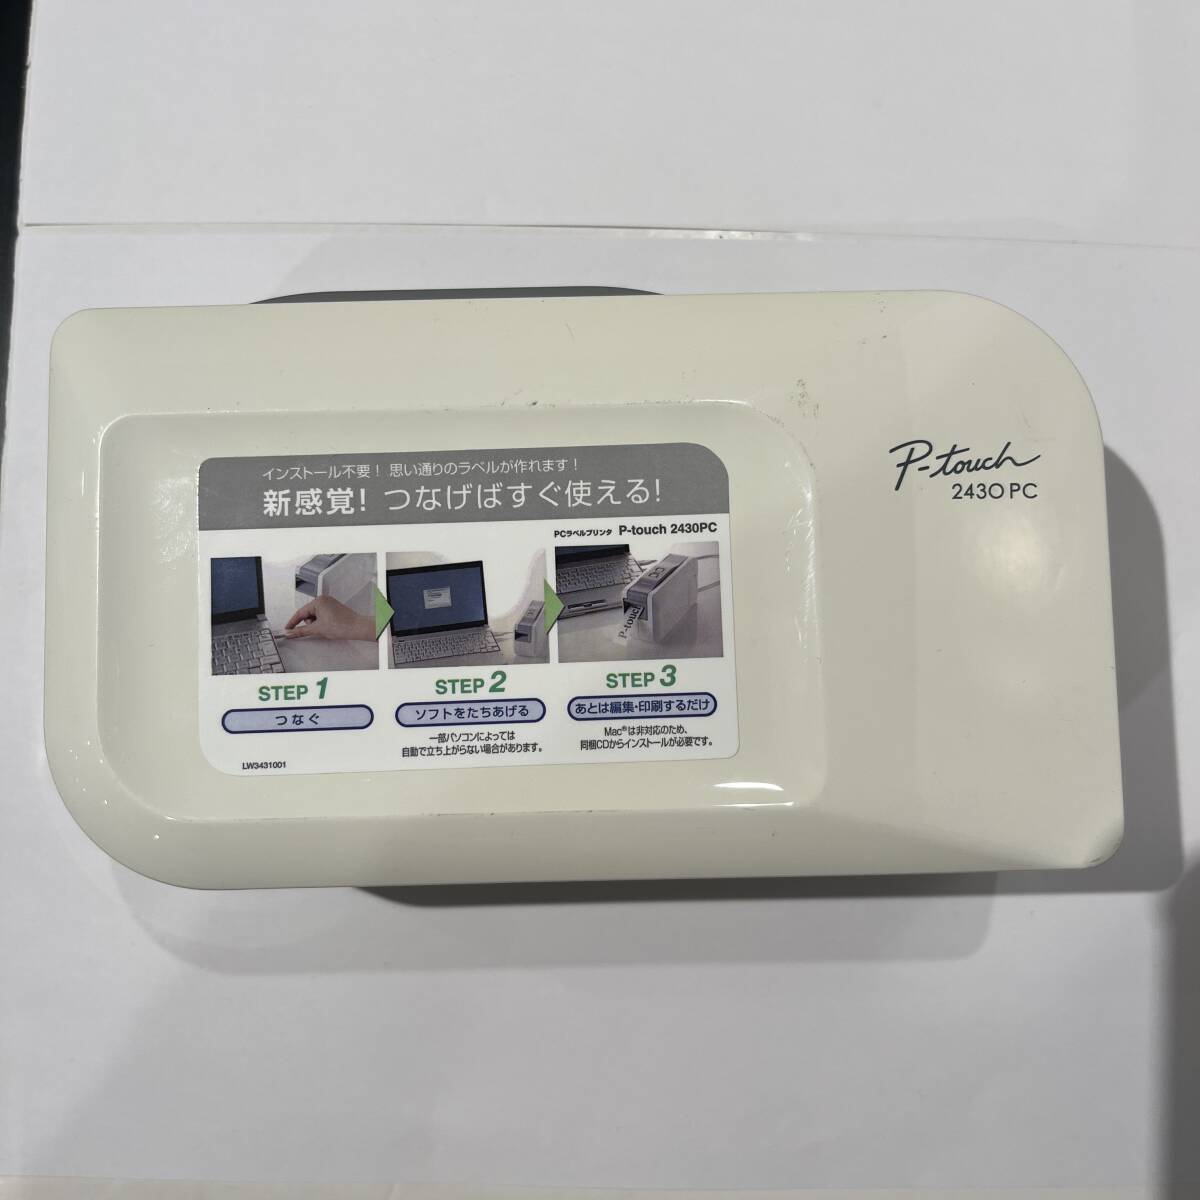 インストール不要！ 思い通りのラベルが作れます！
新感覚！ つなげばすぐ使える！
PCラベルプリンタ P-touch 2430PC
P-touch
STEP 1
つなぐ
STEP 2
ソフトをたちあげる
一部パソコンによっては
自動で立ち上がらない場合があります。
STEP 3
あとは編集・印刷するだけ
Mac®は非対応のため、
同梱CDからインストールが必要です。
LW3431001
P-touch
2430 PC